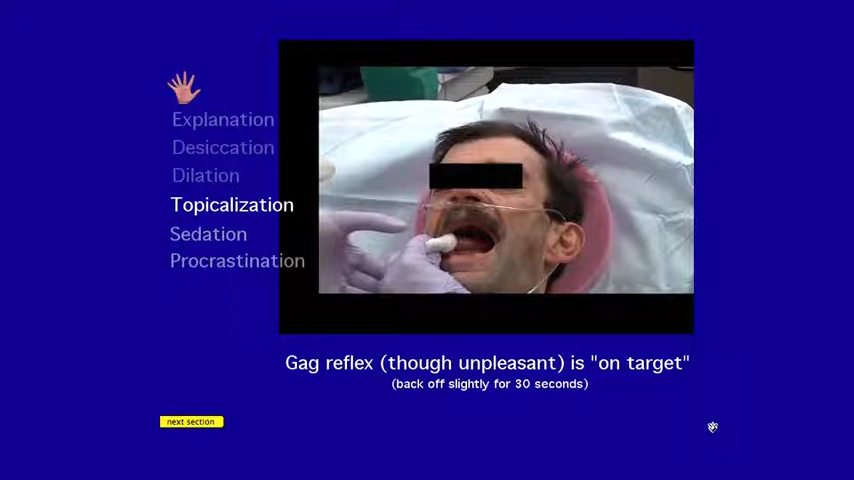 Explanation
Desiccation
Dilation
Topicalization
Sedation
Procrastination
Gag reflex (though unpleasant) is "on target"
(back off slightly for 30 seconds)
next section